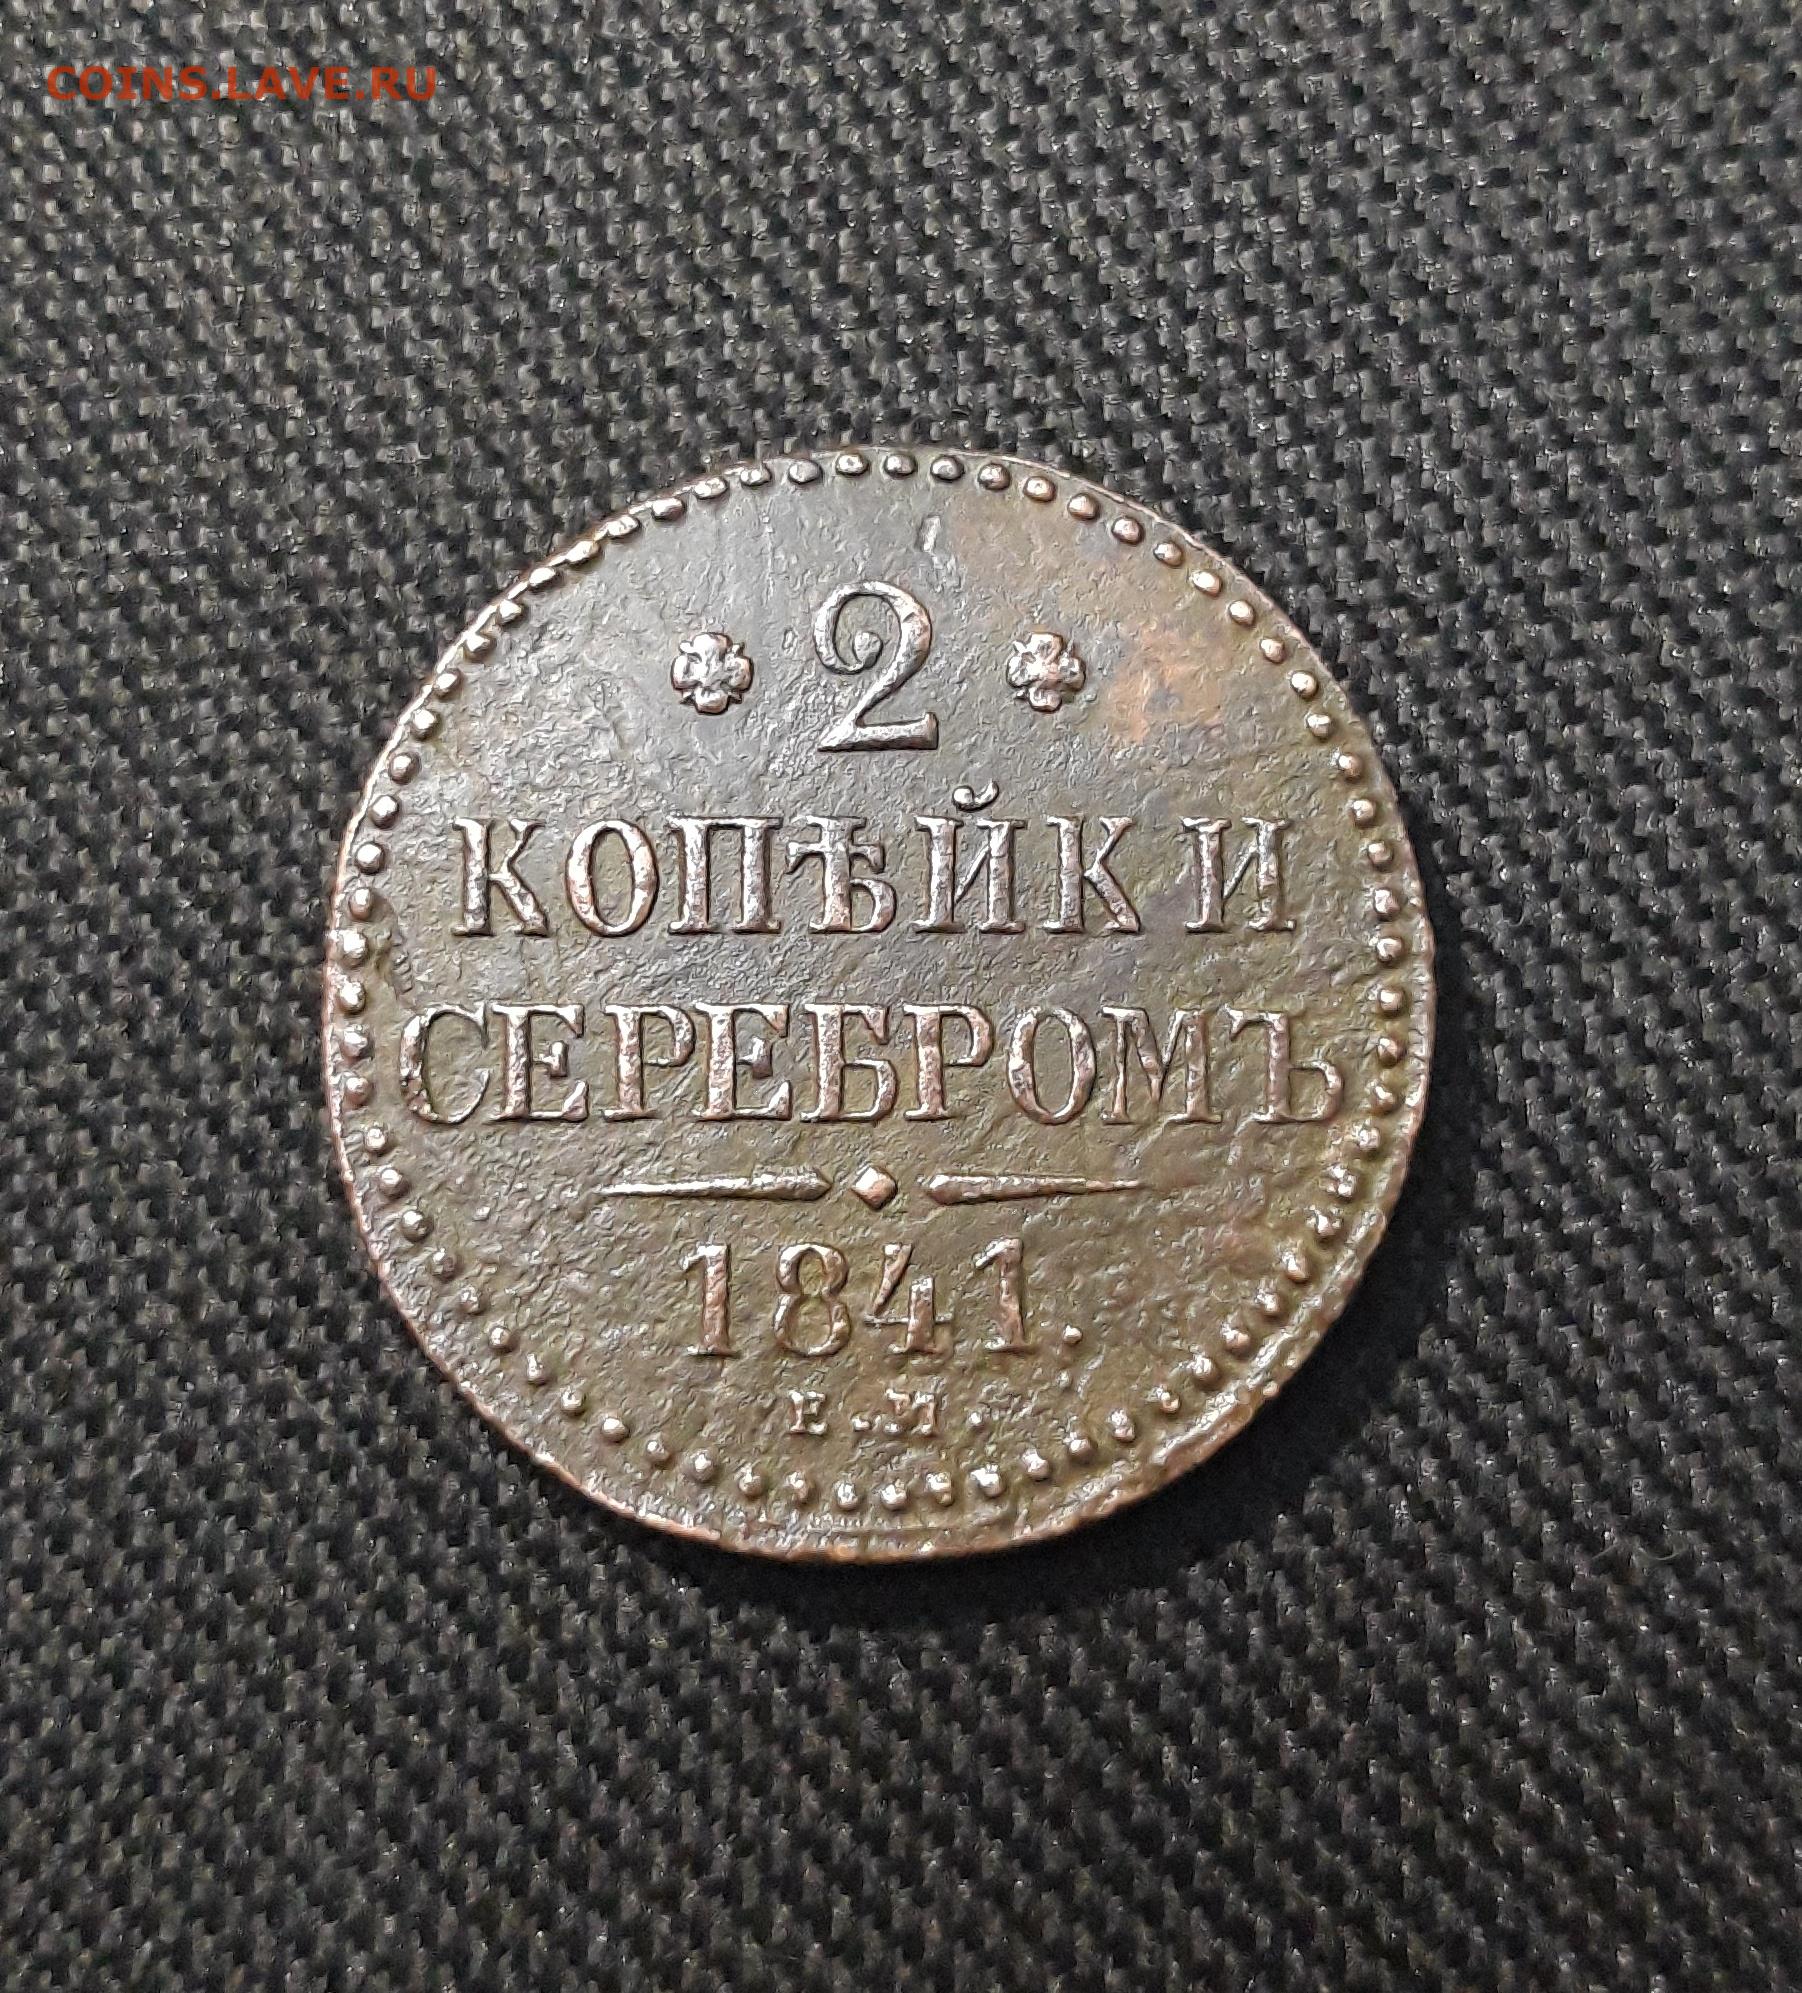 COINS.LAVE.RU
2
КОПѢЙКИ
СЕРЕБРОМЪ
1841.
Е.М.